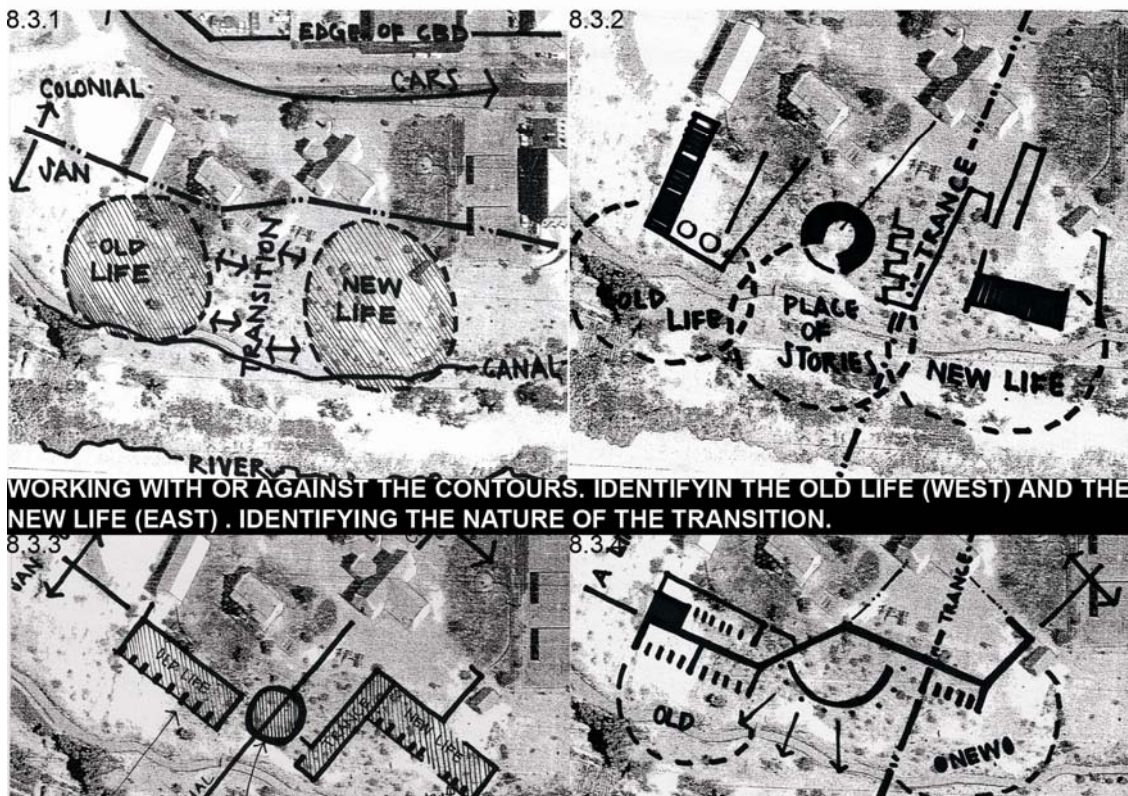 8.3.1
EDGE OF CBD
CARS
COLONIAL
SAN
OLD
LIFE
TRANSITION
NEW
LIFE
CANAL
RIVER
8.3.2
TRANCE
OLD
LIFE
PLACE
OF
STORIES
NEW LIFE
WORKING WITH OR AGAINST THE CONTOURS. IDENTIFYIN THE OLD LIFE (WEST) AND THE
NEW LIFE (EAST) . IDENTIFYING THE NATURE OF THE TRANSITION.
8.3.3
SAN
OLD LIFE
TRANCE
NEW LIFE
8.3.4
A
TRANCE
OLD
NEW